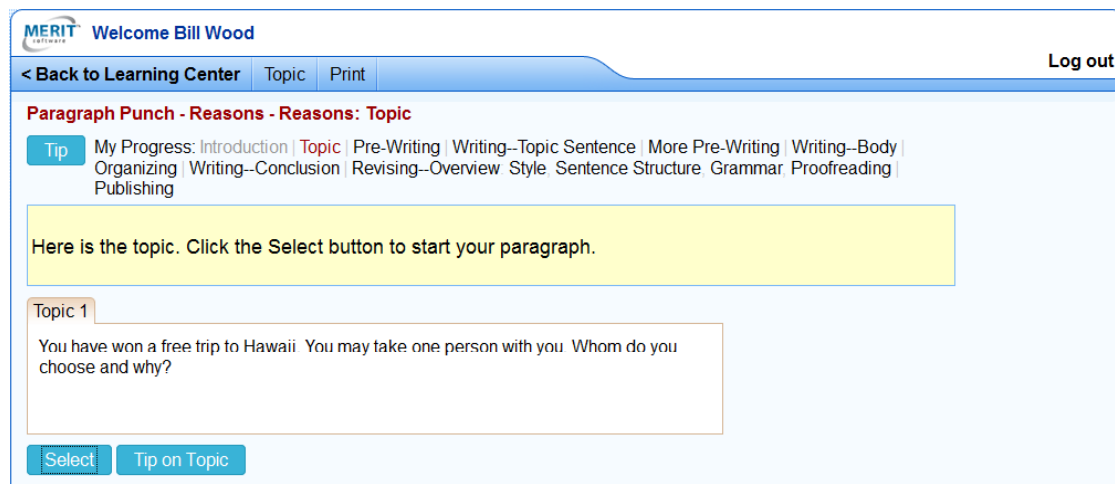 MERIT
software
Welcome Bill Wood
Log out
< Back to Learning Center Topic Print
Paragraph Punch - Reasons - Reasons: Topic
Tip
My Progress: Introduction | Topic | Pre-Writing | Writing--Topic Sentence | More Pre-Writing | Writing--Body |
Organizing | Writing--Conclusion | Revising--Overview, Style, Sentence Structure, Grammar, Proofreading |
Publishing
Here is the topic. Click the Select button to start your paragraph.
Topic 1
You have won a free trip to Hawaii. You may take one person with you. Whom do you
choose and why?
Select Tip on Topic